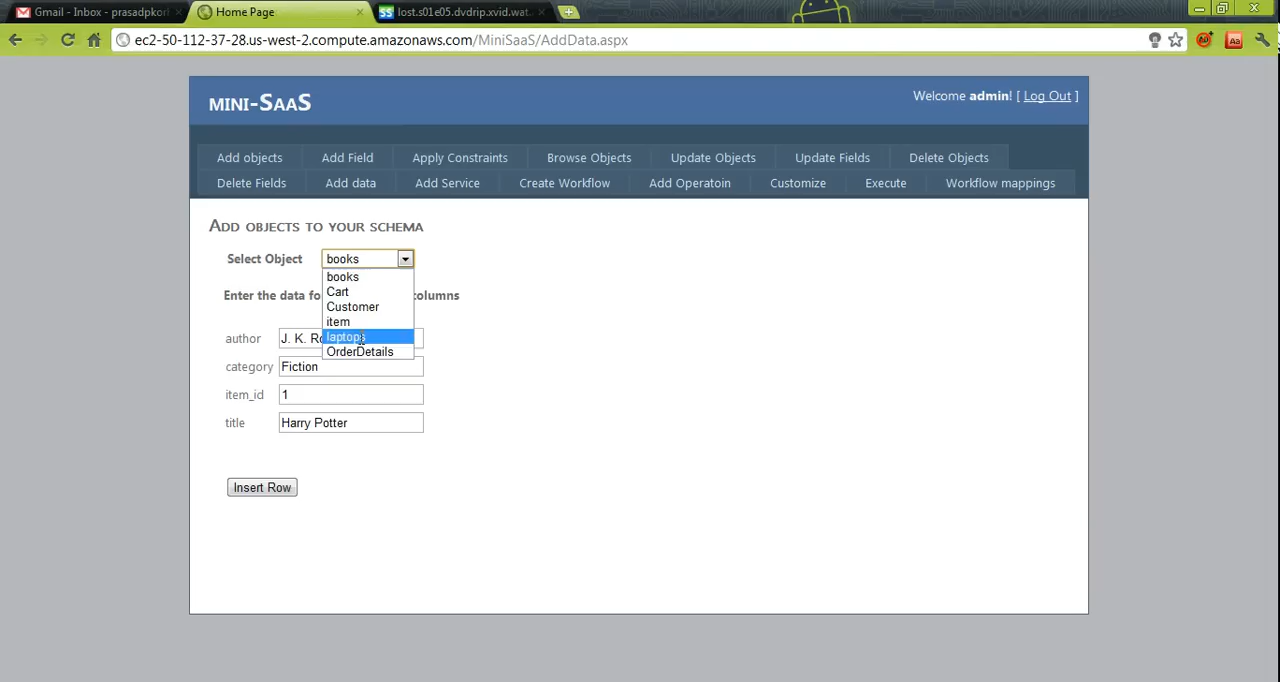 Gmail - Inbox - prasadpkor
Home Page
lost.s01e05.dvdrip.xvid.wat
ec2-50-112-37-28.us-west-2.compute.amazonaws.com/MiniSaaS/AddData.aspx
Aa
MINI-SAAS
Welcome admin! [ Log Out ]
Add objects Add Field Apply Constraints Browse Objects Update Objects Update Fields Delete Objects
Delete Fields Add data Add Service Create Workflow Add Operatoin Customize Execute Workflow mappings
ADD OBJECTS TO YOUR SCHEMA
Select Object books
books
Cart
Customer
item
laptops
OrderDetails
Enter the data fo columns
author J. K. Ro
category Fiction
item_id 1
title Harry Potter
Insert Row